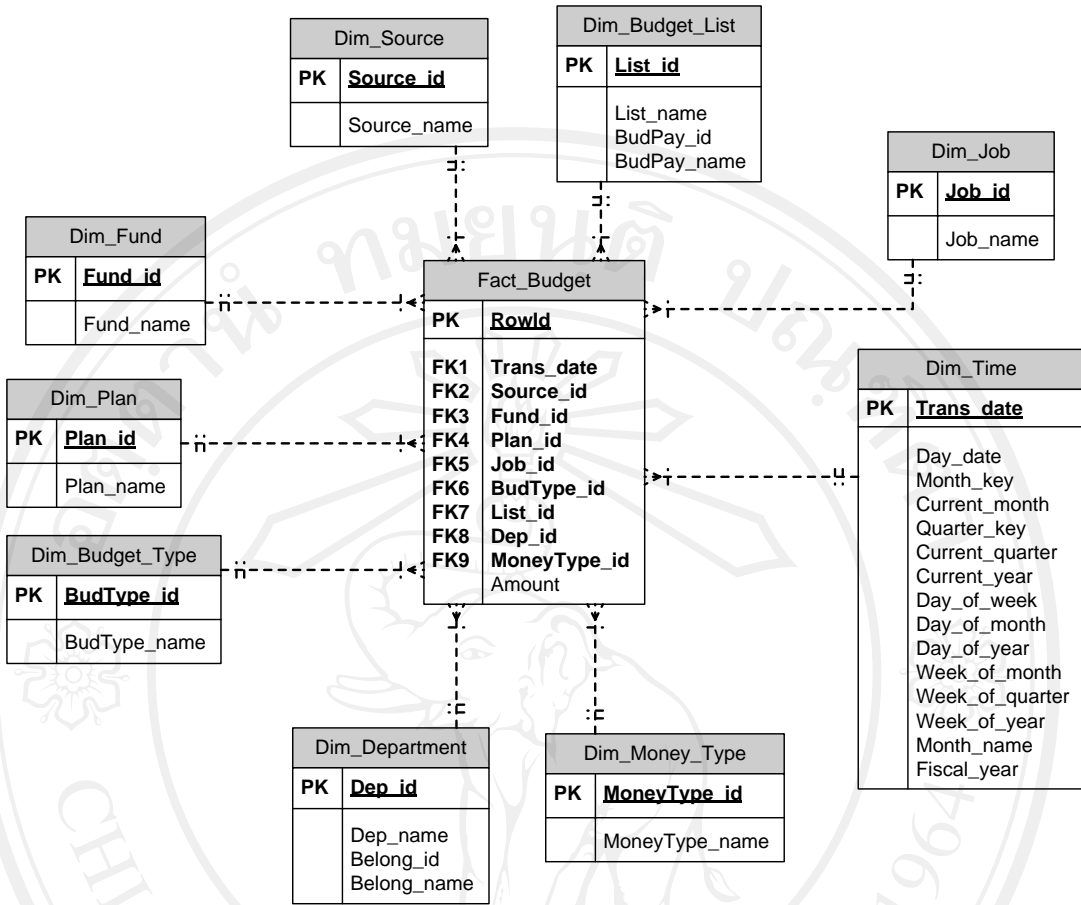 Dim_Source
PK Source_id
Source_name
Dim_Budget_List
PK List_id
List_name
BudPay_id
BudPay_name
Dim_Job
PK Job_id
Job_name
Dim_Fund
PK Fund_id
Fund_name
Fact_Budget
PK RowId
FK1 Trans_date
FK2 Source_id
FK3 Fund_id
FK4 Plan_id
FK5 Job_id
FK6 BudType_id
FK7 List_id
FK8 Dep_id
FK9 MoneyType_id
Amount
Dim_Plan
PK Plan_id
Plan_name
Dim_Time
PK Trans_date
Day_date
Month_key
Current_month
Quarter_key
Current_quarter
Current_year
Day_of_week
Day_of_month
Day_of_year
Week_of_month
Week_of_quarter
Week_of_year
Month_name
Fiscal_year
Dim_Budget_Type
PK BudType_id
BudType_name
Dim_Department
PK Dep_id
Dep_name
Belong_id
Belong_name
Dim_Money_Type
PK MoneyType_id
MoneyType_name
CHI
1964